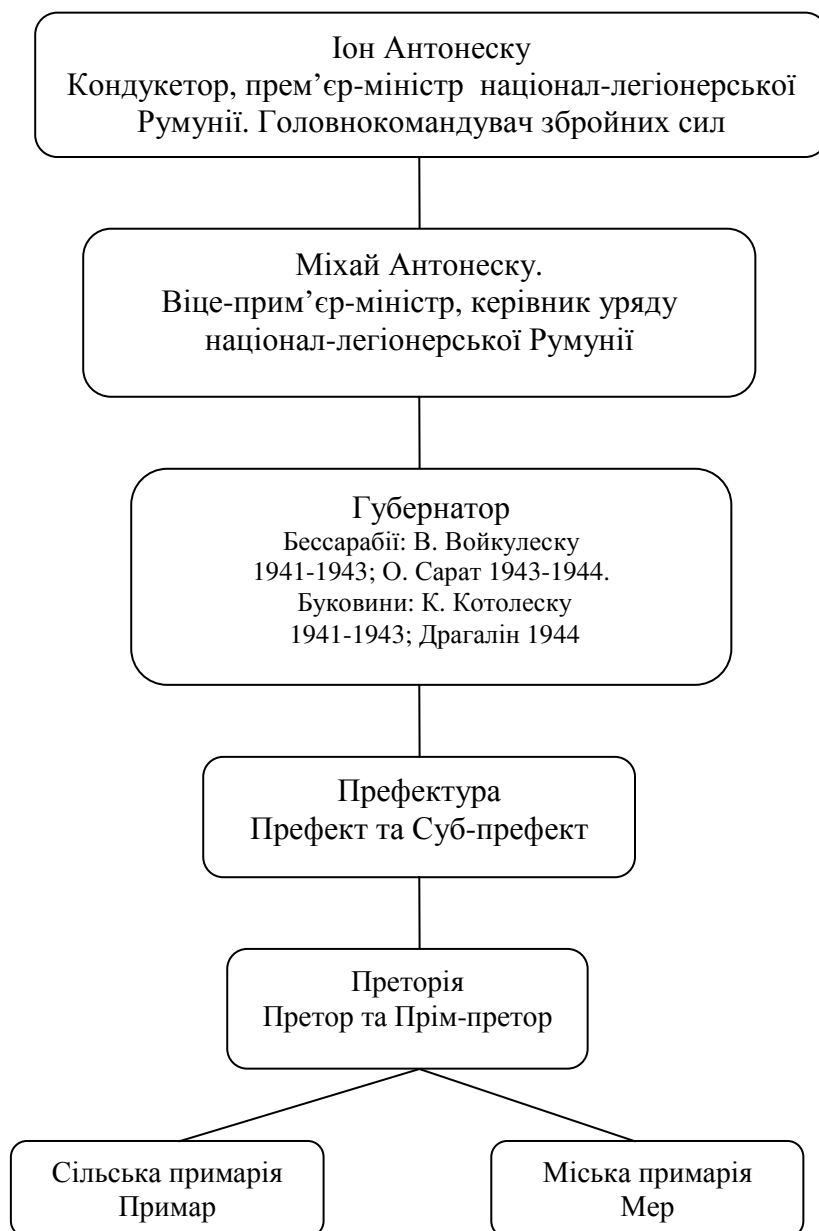 Іон Антонеску
Кондукетор, прем’єр-міністр націонал-легіонерської
Румунії. Головнокомандувач збройних сил
Міхай Антонеску.
Віце-прим’єр-міністр, керівник уряду
націонал-легіонерської Румунії
Губернатор
Бессарабії: В. Войкулеску
1941-1943; О. Сарат 1943-1944.
Буковини: К. Котолеску
1941-1943; Драгалін 1944
Префектура
Префект та Суб-префект
Преторія
Претор та Прім-претор
Сільська примарія
Примар
Міська примарія
Мер